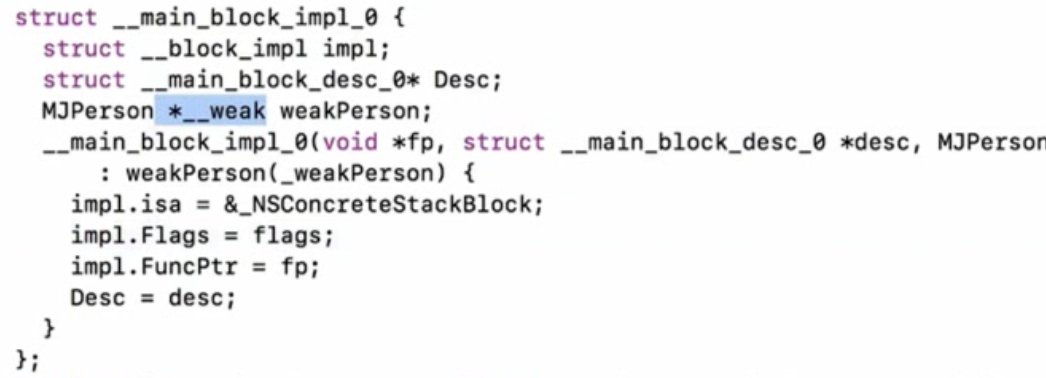 struct __main_block_impl_0 {
  struct __block_impl impl;
  struct __main_block_desc_0* Desc;
  MJPerson *__weak weakPerson;
  __main_block_impl_0(void *fp, struct __main_block_desc_0 *desc, MJPerson
      : weakPerson(_weakPerson) {
    impl.isa = &_NSConcreteStackBlock;
    impl.Flags = flags;
    impl.FuncPtr = fp;
    Desc = desc;
  }
};